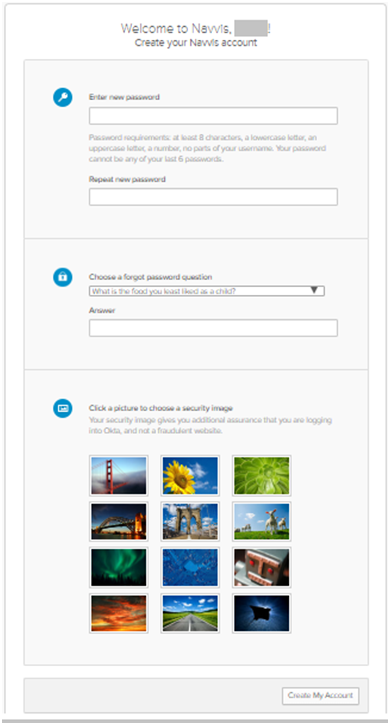 Welcome to Navvis, !
Create your Navvis account
Enter new password
Password requirements: at least 8 characters, a lowercase letter, an
uppercase letter, a number, no parts of your username. Your password
cannot be any of your last 6 passwords.
Repeat new password
Choose a forgot password question
What is the food you least liked as a child?
Answer
Click a picture to choose a security image
Your security image gives you additional assurance that you are logging
into Okta, and not a fraudulent website.
Create My Account